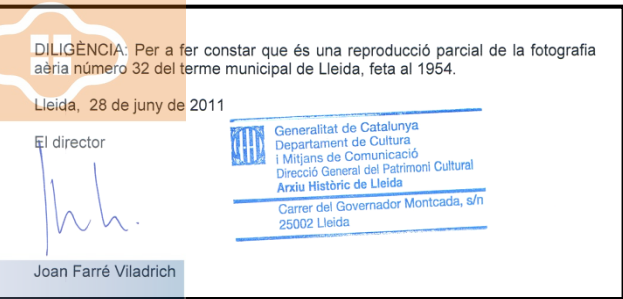 DILIGÈNCIA: Per a fer constar que és una reproducció parcial de la fotografia
aèria número 32 del terme municipal de Lleida, feta al 1954.
Lleida, 28 de juny de 2011
El director
Generalitat de Catalunya
Departament de Cultura
i Mitjans de Comunicació
Direcció General del Patrimoni Cultural
Arxiu Històric de Lleida
Carrer del Governador Montcada, s/n
25002 Lleida
Joan Farré Viladrich